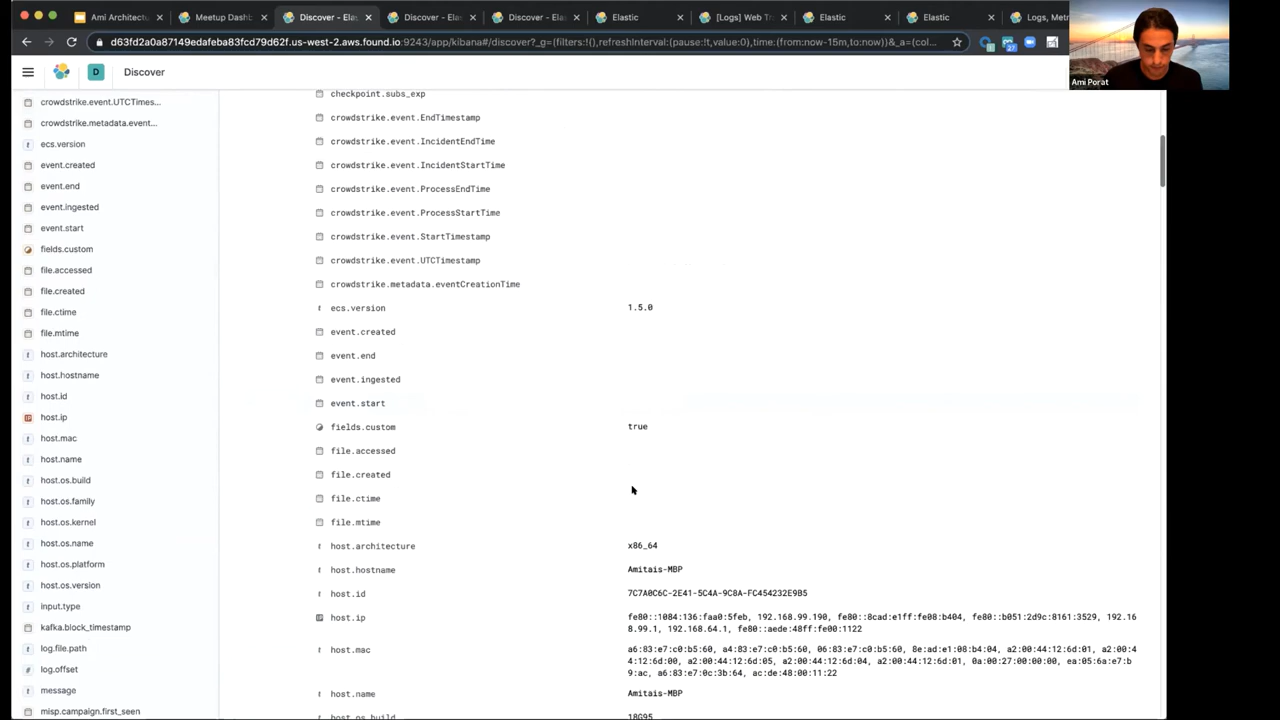 Ami Architect
Meetup Dashb
Discover - Elas
Discover - Elas
Discover - Elas
Elastic
[Logs] Web Tr
Elastic
Elastic
Logs, Metr
d63fd2a0a87149edafeba83fcd79d62f.us-west-2.aws.found.io:9243/app/kibana#/discover?_g=(filters:!(),refreshInterval:(pause:!t,value:0),time:(from:now-15m,to:now))&_a=(col...
27
Ami Porat
D
Discover
crowdstrike.event.UTCTimes...
crowdstrike.metadata.event...
ecs.version
event.created
event.end
event.ingested
event.start
fields.custom
file.accessed
file.created
file.ctime
file.mtime
host.architecture
host.hostname
host.id
host.ip
host.mac
host.name
host.os.build
host.os.family
host.os.kernel
host.os.name
host.os.platform
host.os.version
input.type
kafka.block_timestamp
log.file.path
log.offset
message
misp.campaign.first_seen
checkpoint.subs_exp
crowdstrike.event.EndTimestamp
crowdstrike.event.IncidentEndTime
crowdstrike.event.IncidentStartTime
crowdstrike.event.ProcessEndTime
crowdstrike.event.ProcessStartTime
crowdstrike.event.StartTimestamp
crowdstrike.event.UTCTimestamp
crowdstrike.metadata.eventCreationTime
t ecs.version 1.5.0
event.created
event.end
event.ingested
event.start
fields.custom true
file.accessed
file.created
file.ctime
file.mtime
t host.architecture x86_64
t host.hostname Amitais-MBP
t host.id 7C7A0C6C-2E41-5C4A-9C8A-FC454232E9B5
host.ip fe80::1084:136:faa0:5feb, 192.168.99.190, fe80::8cad:e1ff:fe08:b404, fe80::b051:2d9c:8161:3529, 192.16
8.99.1, 192.168.64.1, fe80::aede:48ff:fe00:1122
t host.mac a6:83:e7:c0:b5:60, a4:83:e7:c0:b5:60, 06:83:e7:c0:b5:60, 8e:ad:e1:08:b4:04, a2:00:44:12:6d:01, a2:00:4
4:12:6d:00, a2:00:44:12:6d:05, a2:00:44:12:6d:04, a2:00:44:12:6d:01, 0a:00:27:00:00:00, ea:05:6a:e7:b
9:ac, a6:83:e7:0c:3b:64, ac:de:48:00:11:22
t host.name Amitais-MBP
t host.os.build 18G95